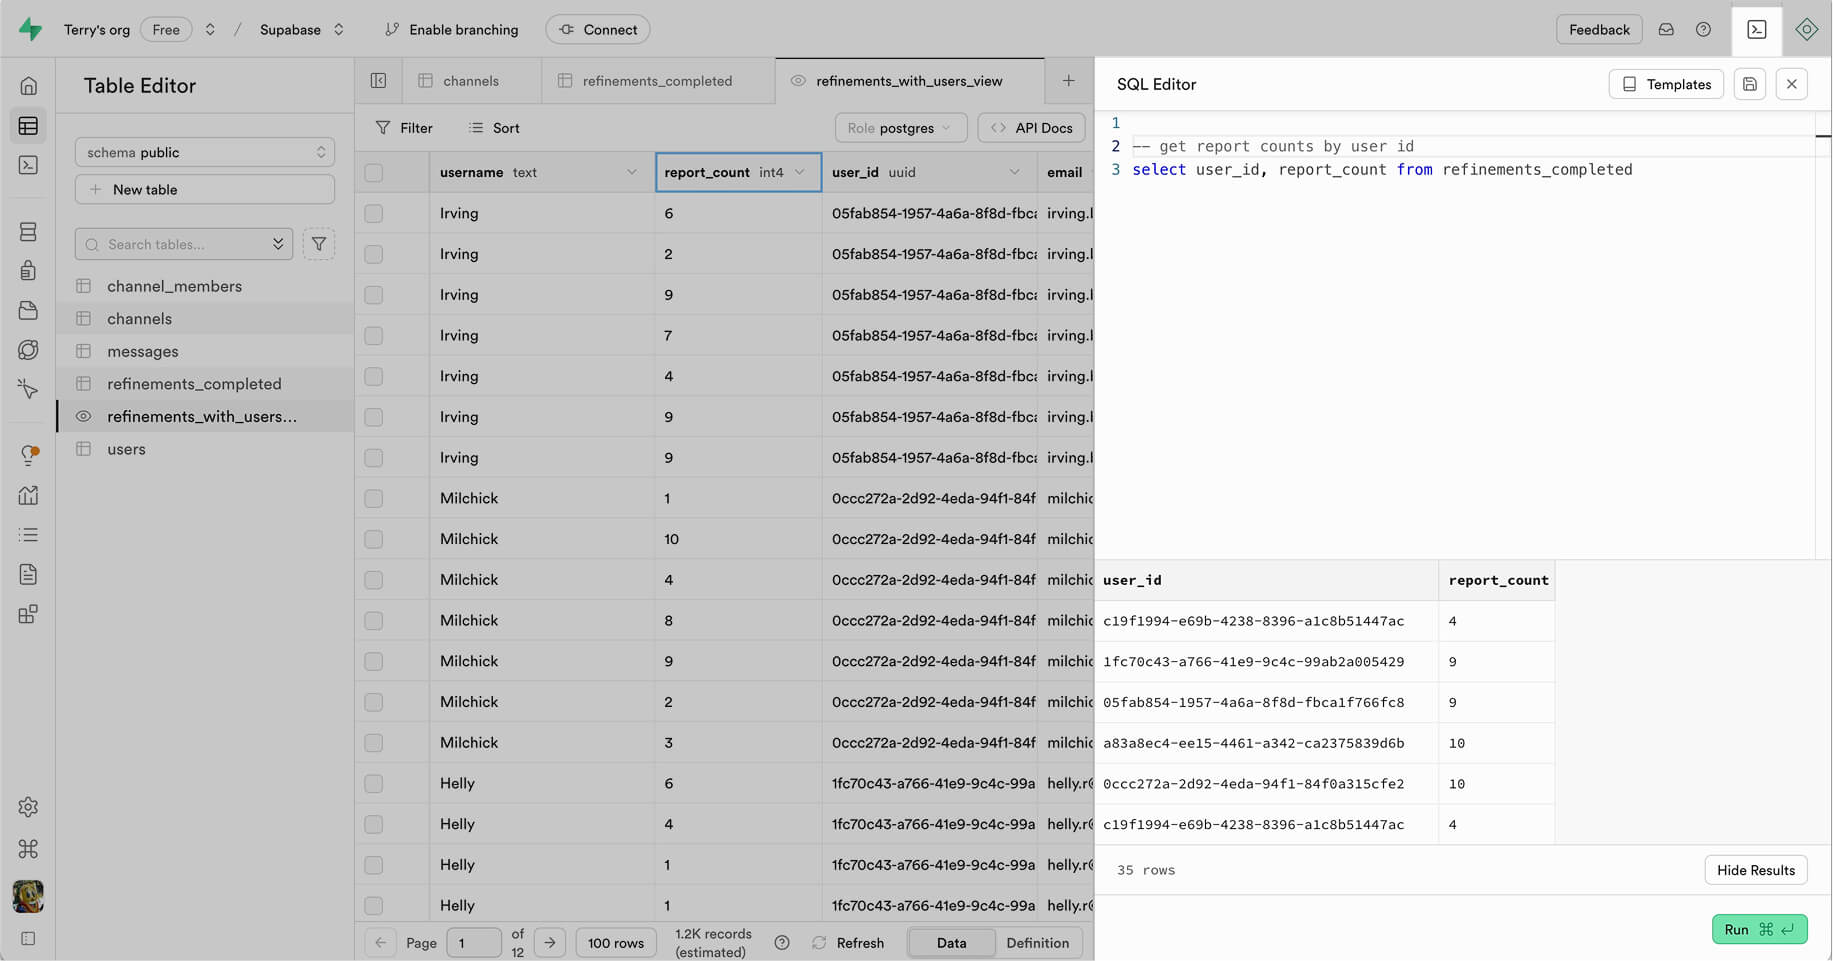 Terry's org Free / Supabase Enable branching Connect Feedback
Table Editor
schema public
New table
Search tables...
channel_members
channels
messages
refinements_completed
refinements_with_users...
users
channels refinements_completed refinements_with_users_view
Filter Sort Role postgres API Docs
username text report_count int4 user_id uuid email
Irving 6 05fab854-1957-4a6a-8f8d-fbca irving.l
Irving 2 05fab854-1957-4a6a-8f8d-fbca irving.l
Irving 9 05fab854-1957-4a6a-8f8d-fbca irving.l
Irving 7 05fab854-1957-4a6a-8f8d-fbca irving.l
Irving 4 05fab854-1957-4a6a-8f8d-fbca irving.l
Irving 9 05fab854-1957-4a6a-8f8d-fbca irving.l
Irving 9 05fab854-1957-4a6a-8f8d-fbca irving.l
Milchick 1 0ccc272a-2d92-4eda-94f1-84f milchic
Milchick 10 0ccc272a-2d92-4eda-94f1-84f milchic
Milchick 4 0ccc272a-2d92-4eda-94f1-84f milchic
Milchick 8 0ccc272a-2d92-4eda-94f1-84f milchic
Milchick 9 0ccc272a-2d92-4eda-94f1-84f milchic
Milchick 2 0ccc272a-2d92-4eda-94f1-84f milchic
Milchick 3 0ccc272a-2d92-4eda-94f1-84f milchic
Helly 6 1fc70c43-a766-41e9-9c4c-99a helly.r@
Helly 4 1fc70c43-a766-41e9-9c4c-99a helly.r@
Helly 1 1fc70c43-a766-41e9-9c4c-99a helly.r@
Helly 1 1fc70c43-a766-41e9-9c4c-99a helly.r@
Page 1 of 12 100 rows 1.2K records (estimated) Refresh Data Definition
SQL Editor Templates
1
2 -- get report counts by user id
3 select user_id, report_count from refinements_completed
user_id report_count
c19f1994-e69b-4238-8396-a1c8b51447ac 4
1fc70c43-a766-41e9-9c4c-99ab2a005429 9
05fab854-1957-4a6a-8f8d-fbca1f766fc8 9
a83a8ec4-ee15-4461-a342-ca2375839d6b 10
0ccc272a-2d92-4eda-94f1-84f0a315cfe2 10
c19f1994-e69b-4238-8396-a1c8b51447ac 4
35 rows Hide Results
Run ⌘ ↵